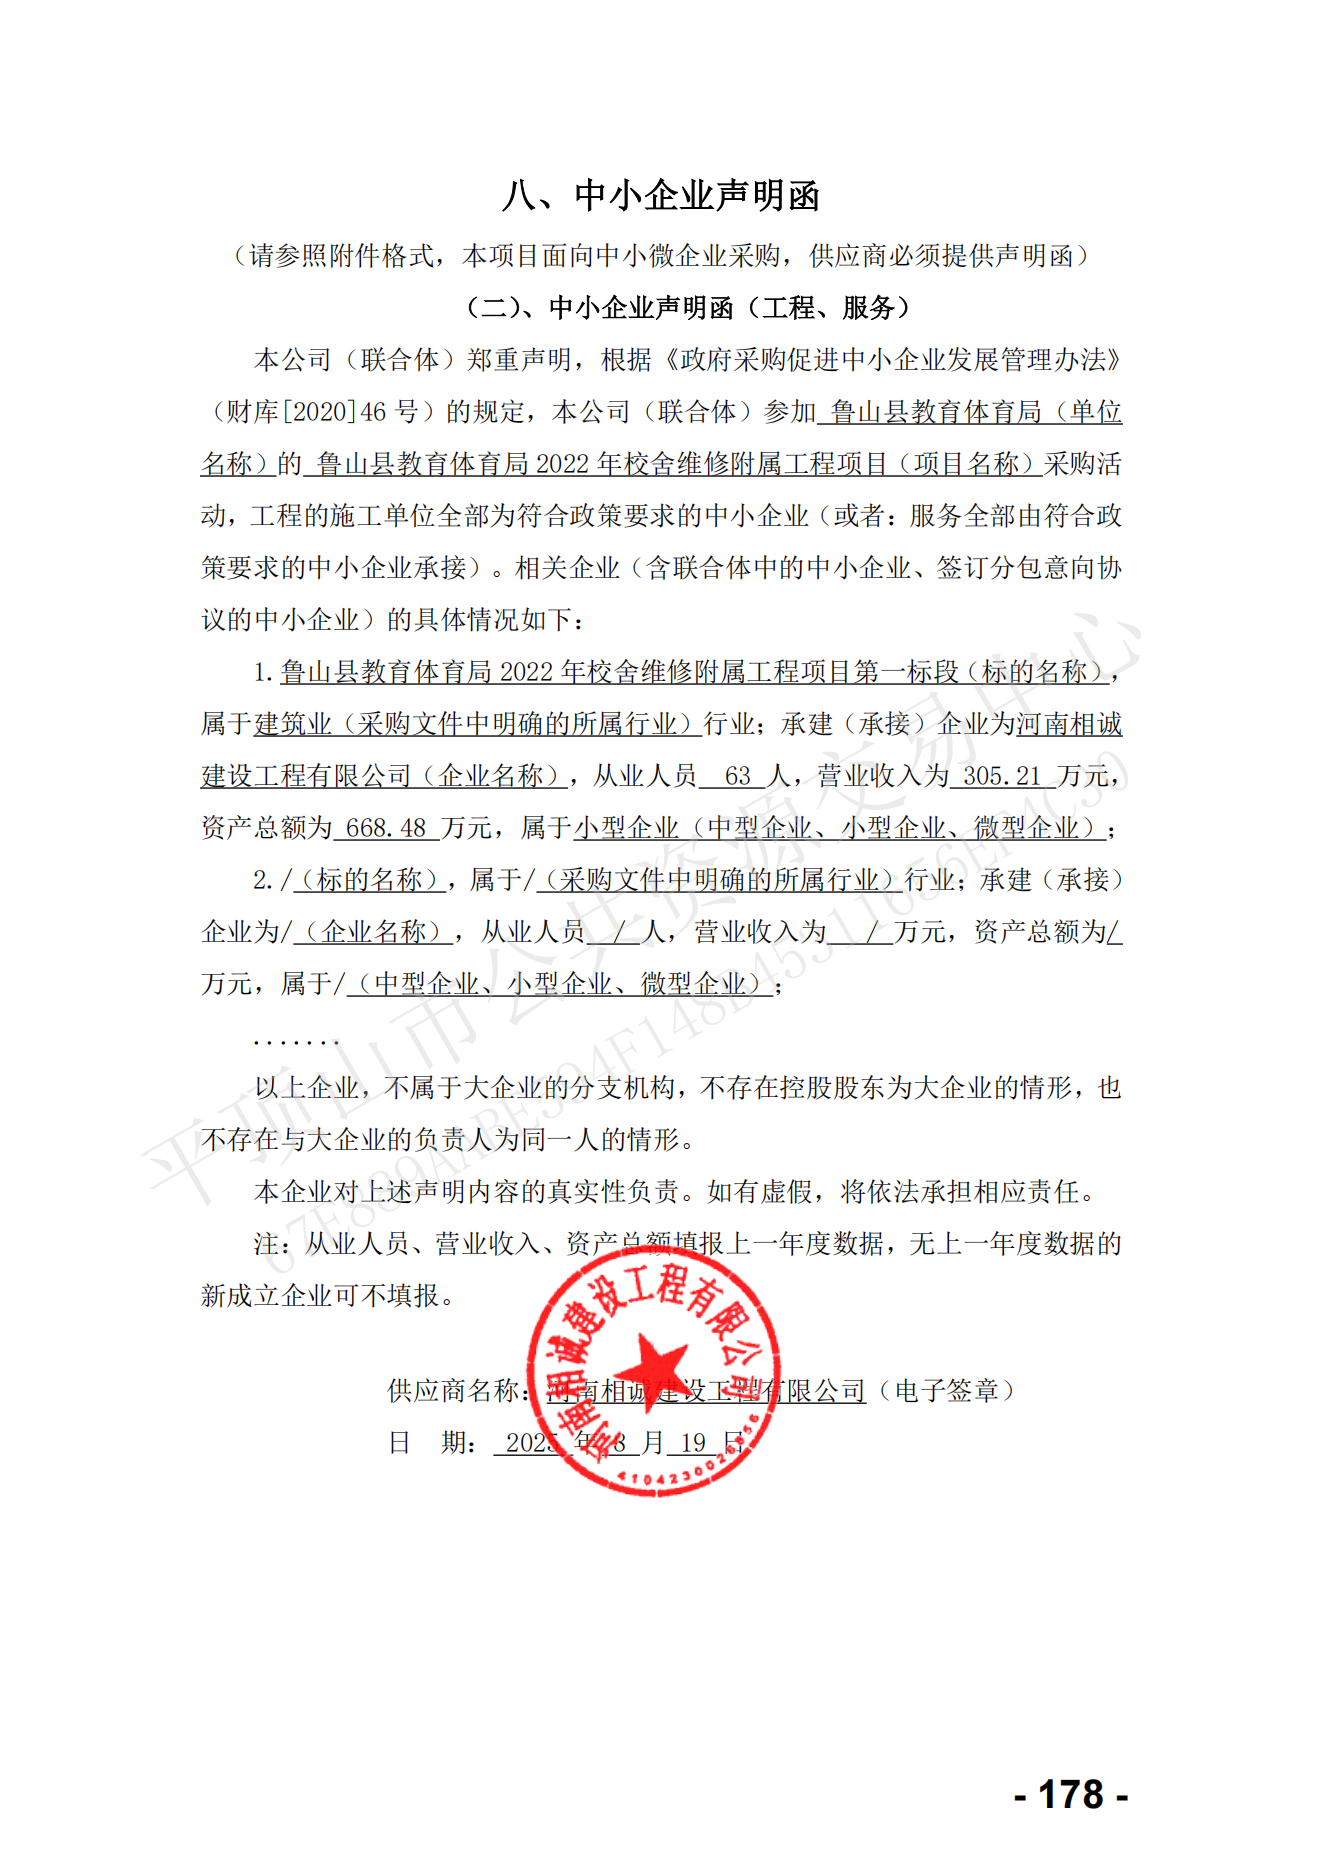 八、中小企业声明函
（请参照附件格式，本项目面向中小微企业采购，供应商必须提供声明函）
（二）、中小企业声明函（工程、服务）
本公司（联合体）郑重声明，根据《政府采购促进中小企业发展管理办法》
（财库[2020]46 号）的规定，本公司（联合体）参加 鲁山县教育体育局（单位
名称）的 鲁山县教育体育局 2022 年校舍维修附属工程项目（项目名称）采购活
动，工程的施工单位全部为符合政策要求的中小企业（或者：服务全部由符合政
策要求的中小企业承接）。相关企业（含联合体中的中小企业、签订分包意向协
议的中小企业）的具体情况如下：
1. 鲁山县教育体育局 2022 年校舍维修附属工程项目第一标段（标的名称），
属于建筑业（采购文件中明确的所属行业）行业；承建（承接）企业为河南相诚
建设工程有限公司（企业名称），从业人员 63 人，营业收入为 305.21 万元，
资产总额为 668.48 万元，属于小型企业（中型企业、小型企业、微型企业）；
2. /（标的名称），属于/（采购文件中明确的所属行业）行业；承建（承接）
企业为/（企业名称），从业人员 / 人，营业收入为 / 万元，资产总额为/
万元，属于/（中型企业、小型企业、微型企业）；
.......
以上企业，不属于大企业的分支机构，不存在控股股东为大企业的情形，也
不存在与大企业的负责人为同一人的情形。
本企业对上述声明内容的真实性负责。如有虚假，将依法承担相应责任。
注：从业人员、营业收入、资产总额填报上一年度数据，无上一年度数据的
新成立企业可不填报。
供应商名称：河南相诚建设工程有限公司（电子签章）
日 期： 2025 年 8 月 19 日
河南相诚建设工程有限公司
平顶山市公共资源交易中心
- 178 -